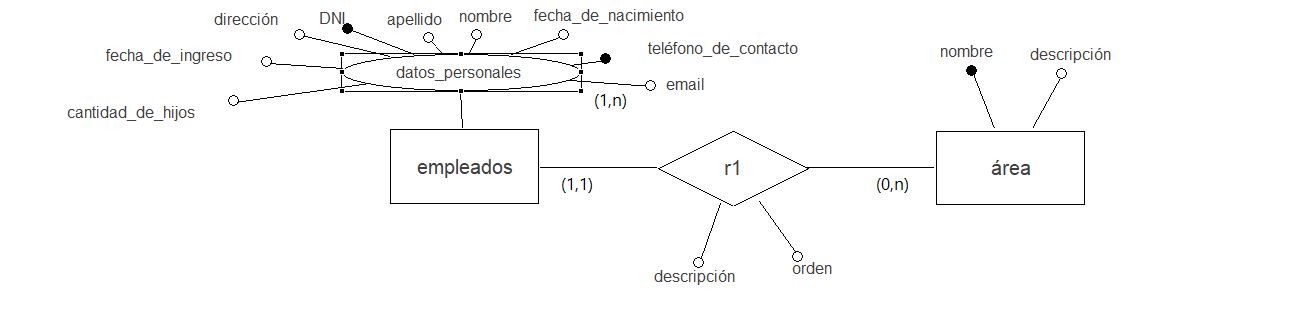 dirección
DNI
apellido
nombre
fecha_de_nacimiento
fecha_de_ingreso
teléfono_de_contacto
nombre
descripción
datos_personales
email
cantidad_de_hijos
(1,n)
empleados
r1
área
(1,1)
(0,n)
descripción
orden